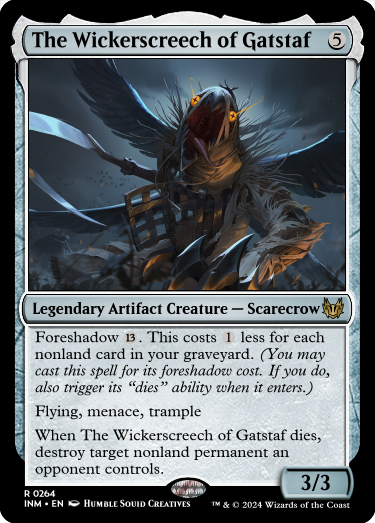 The Wickerscreech of Gatstaf 5
Legendary Artifact Creature — Scarecrow
Foreshadow 13. This costs 1 less for each
nonland card in your graveyard. (You may
cast this spell for its foreshadow cost. If you do,
also trigger its “dies” ability when it enters.)
Flying, menace, trample
When The Wickerscreech of Gatstaf dies,
destroy target nonland permanent an
opponent controls.
3/3
R 0264
INM • EN Humble Souid Creatives ™ & © 2024 Wizards of the Coast